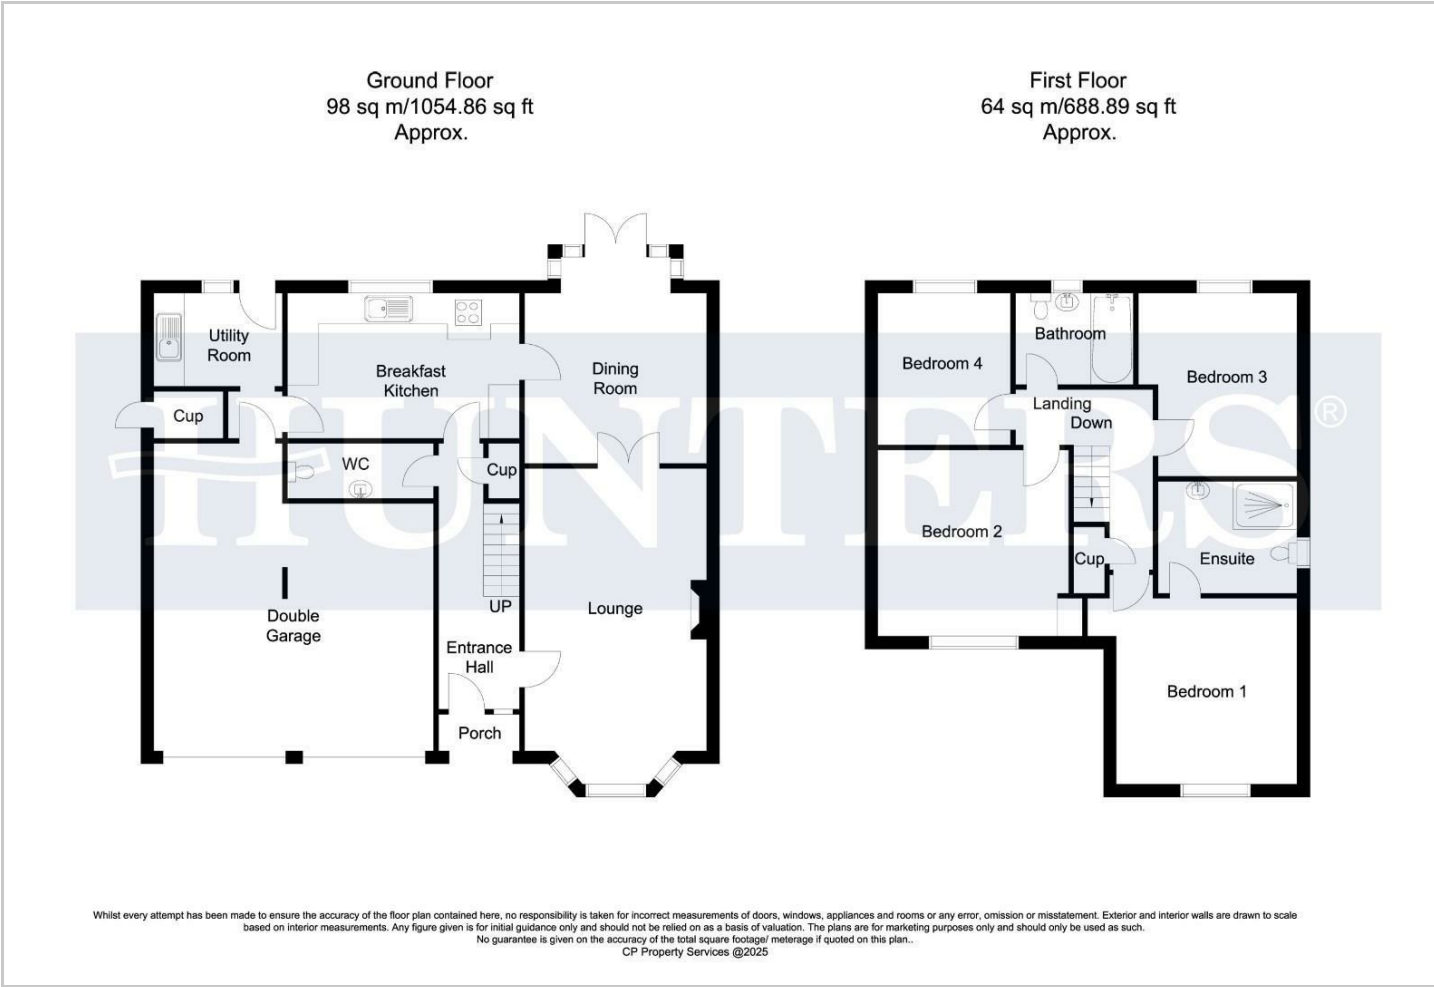 Ground Floor
98 sq m/1054.86 sq ft
Approx.
First Floor
64 sq m/688.89 sq ft
Approx.
Utility
Room
Breakfast
Kitchen
Dining
Room
Cup
WC
Cup
UP
Double
Garage
Lounge
Entrance
Hall
Porch
Bedroom 4
Bathroom
Bedroom 3
Landing
Down
Bedroom 2
Cup
Ensuite
Bedroom 1
HUNTERS®
Whilst every attempt has been made to ensure the accuracy of the floor plan contained here, no responsibility is taken for incorrect measurements of doors, windows, appliances and rooms or any error, omission or misstatement. Exterior and interior walls are drawn to scale
based on interior measurements. Any figure given is for initial guidance only and should not be relied on as a basis of valuation. The plans are for marketing purposes only and should only be used as such.
No guarantee is given on the accuracy of the total square footage/ meterage if quoted on this plan..
CP Property Services @2025